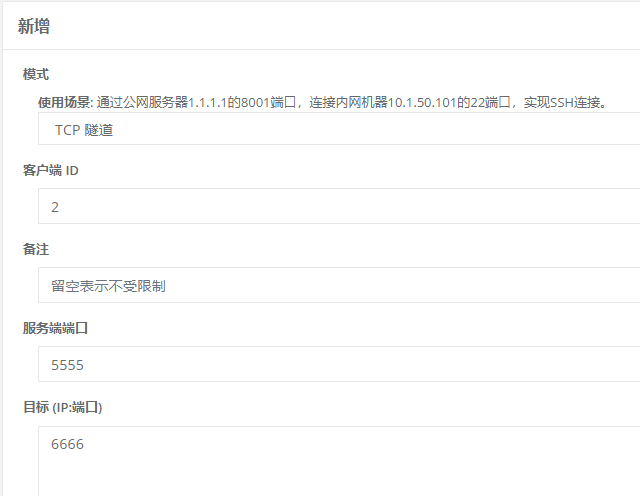 新增
模式
使用场景: 通过公网服务器1.1.1.1的8001端口，连接内网机器10.1.50.101的22端口，实现SSH连接。
TCP 隧道
客户端 ID
2
备注
留空表示不受限制
服务端端口
5555
目标 (IP:端口)
6666